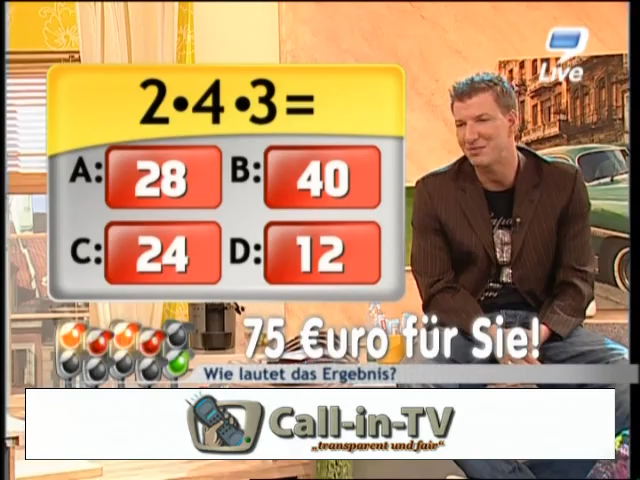 Live
2•4•3=
A: 28 B: 40
C: 24 D: 12
75 €uro für Sie!
Wie lautet das Ergebnis?
Call-in-TV
„transparent und fair“